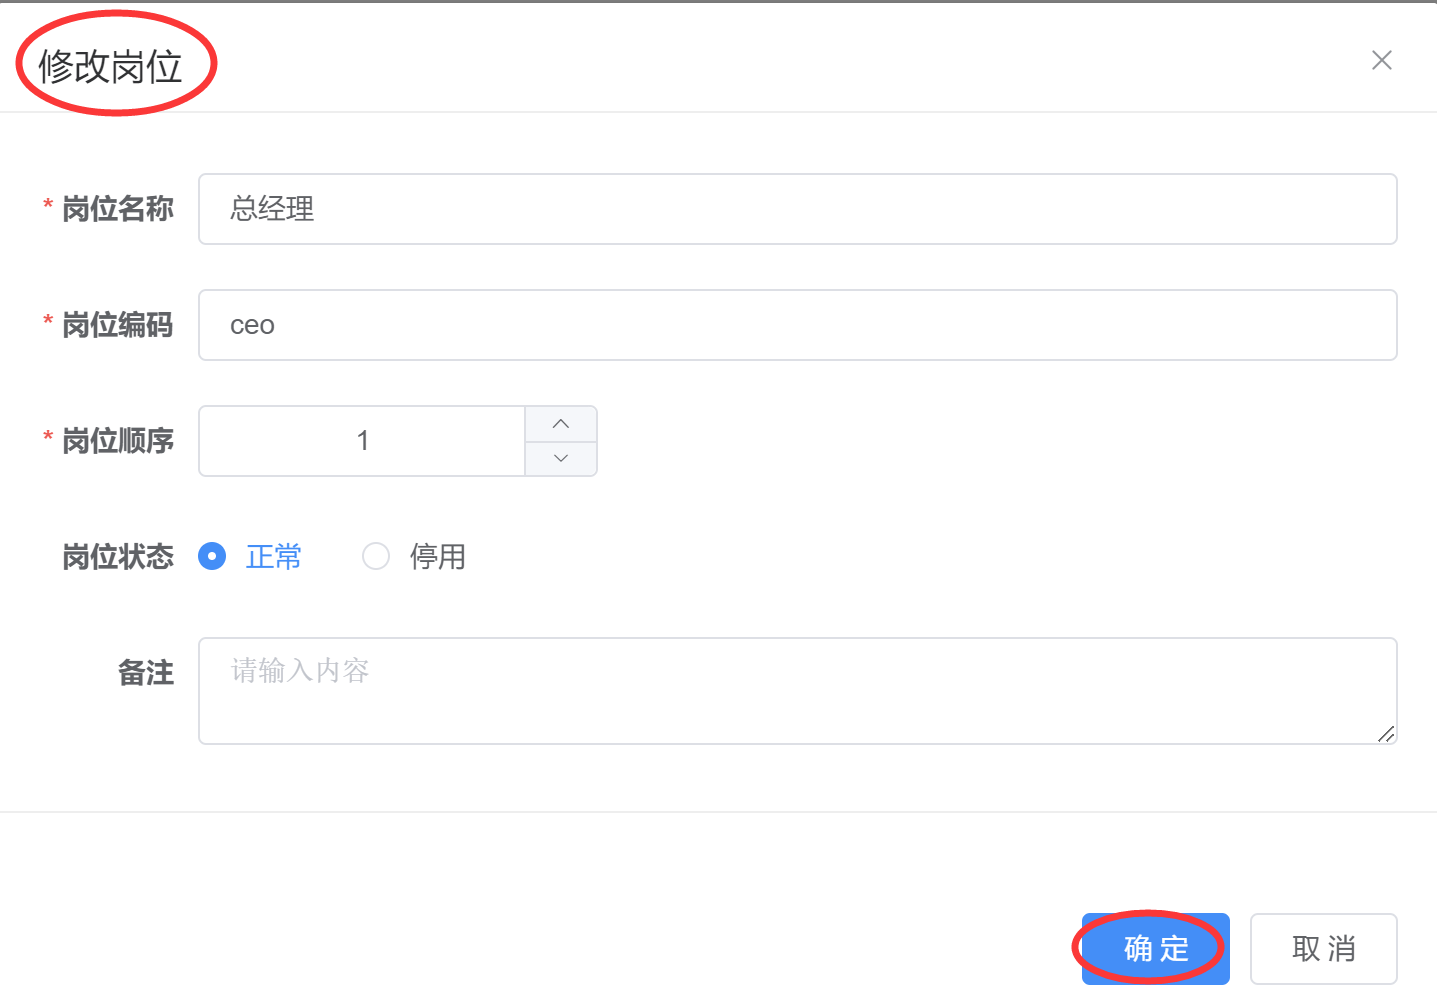 修改岗位
* 岗位名称 总经理
* 岗位编码 ceo
* 岗位顺序 1
岗位状态 正常 停用
备注 请输入内容
确 定 取 消